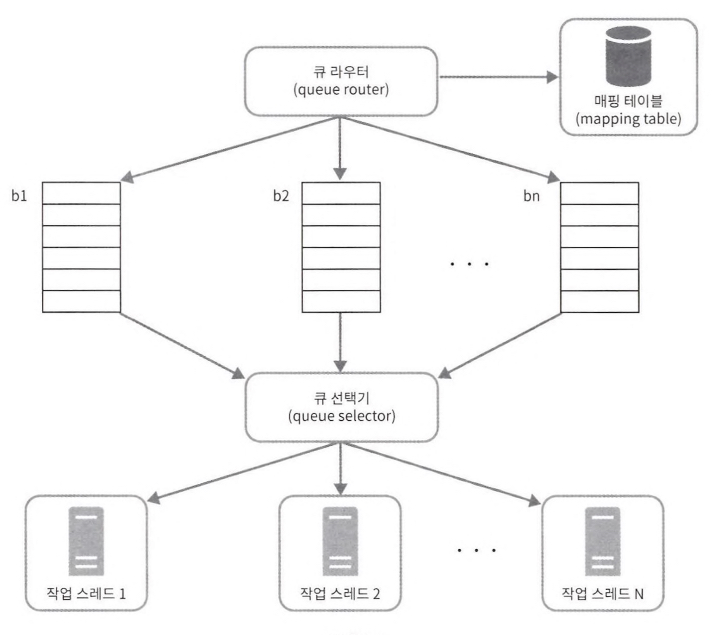 큐 라우터
(queue router)
매핑 테이블
(mapping table)
b1
b2
bn
. . .
큐 선택기
(queue selector)
작업 스레드 1
작업 스레드 2
. . .
작업 스레드 N